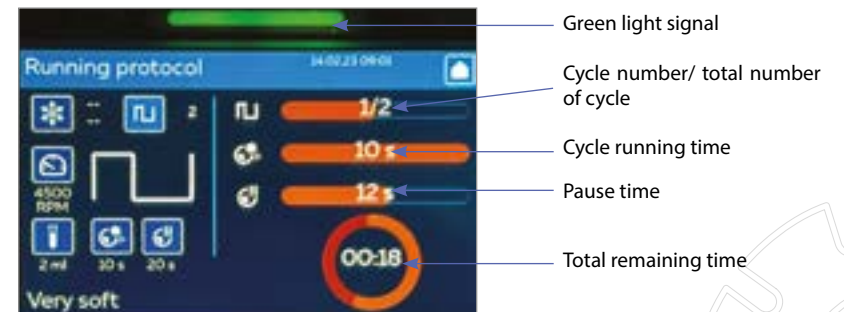 Green light signal
Running protocol
14.02.23 09:03
Cycle number/ total number
of cycle
2
1/2
Cycle running time
10 s
4500
RPM
12 s
Pause time
2 ml
10 s
20 s
00:18
Total remaining time
Very soft